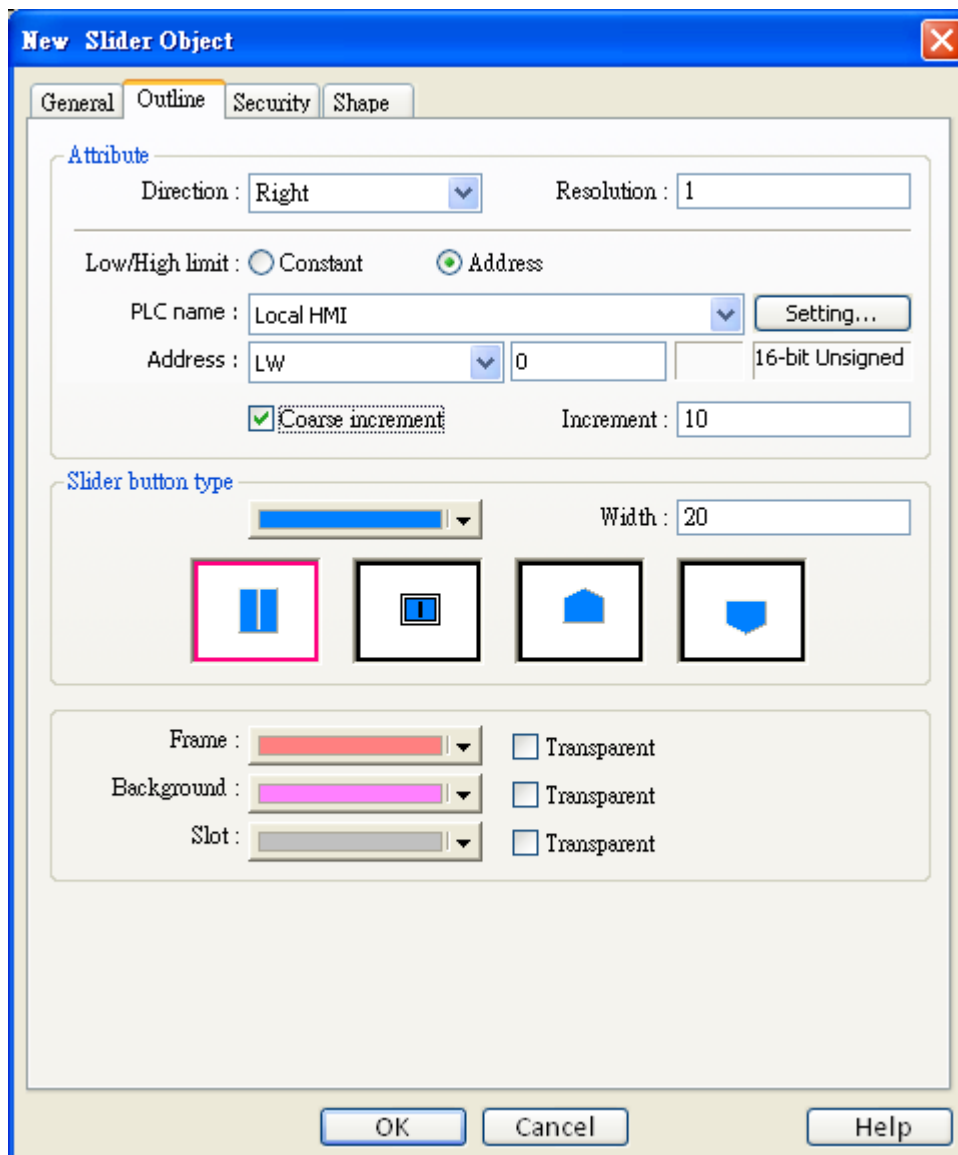 New Slider Object
General Outline Security Shape
Attribute
Direction : Right Resolution : 1
Low/High limit : Constant Address
PLC name : Local HMI Setting...
Address : LW 0 16-bit Unsigned
Coarse increment Increment : 10
Slider button type
Width : 20
Frame : Transparent
Background : Transparent
Slot : Transparent
OK Cancel Help